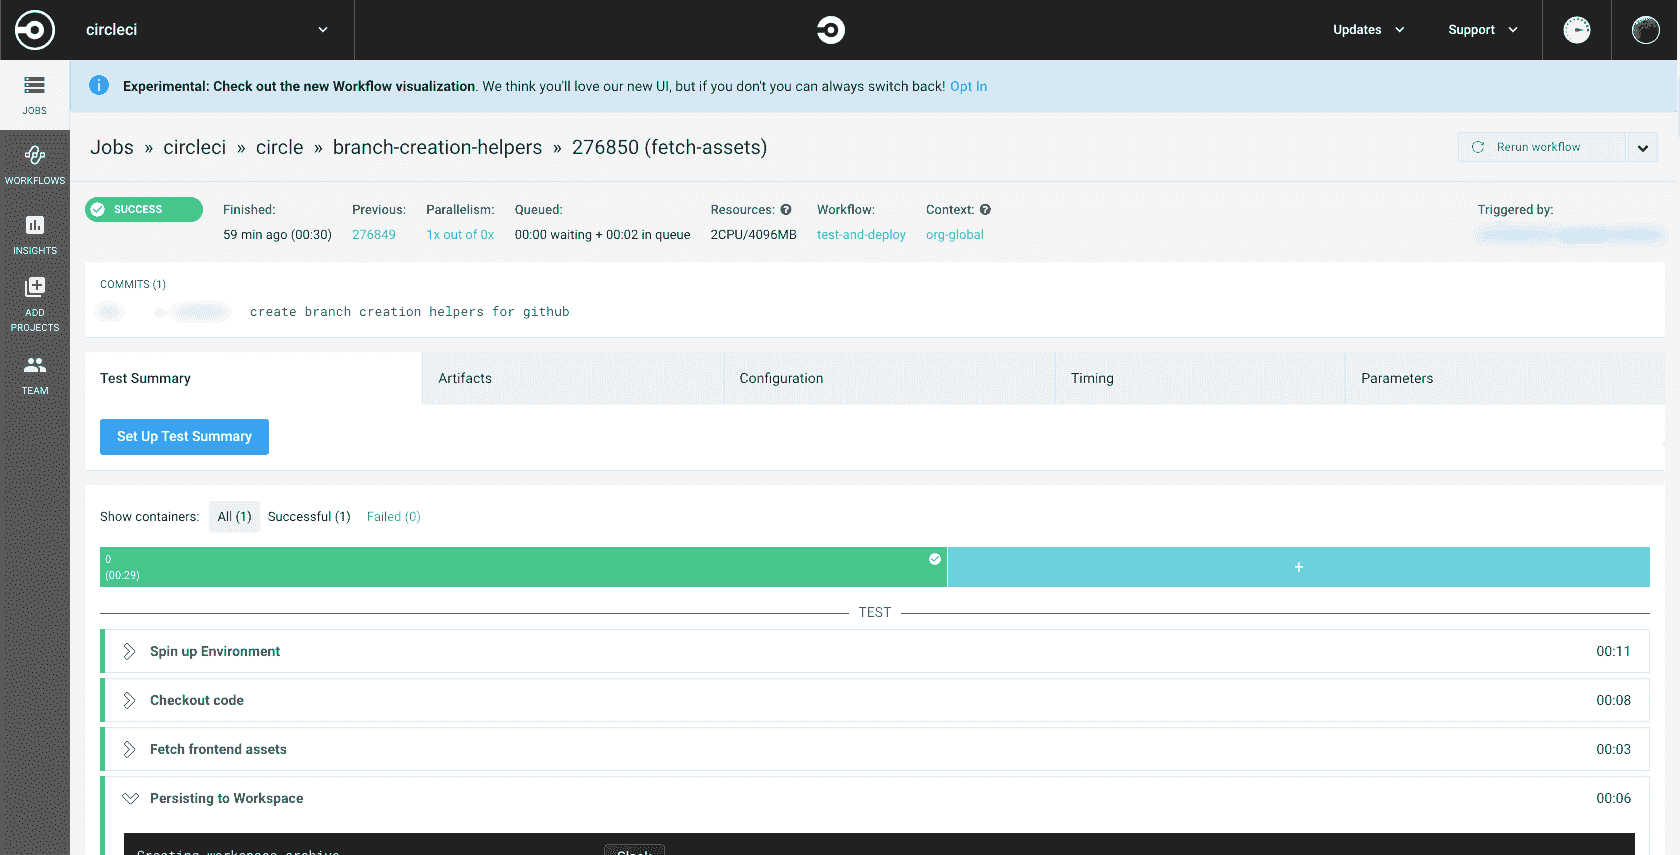 circleci
Updates
Support
JOBS
WORKFLOWS
INSIGHTS
ADD
PROJECTS
TEAM
Experimental: Check out the new Workflow visualization. We think you'll love our new UI, but if you don't you can always switch back! Opt In
Jobs » circleci » circle » branch-creation-helpers » 276850 (fetch-assets)
Rerun workflow
SUCCESS
Finished:
59 min ago (00:30)
Previous:
276849
Parallelism:
1x out of 0x
Queued:
00:00 waiting + 00:02 in queue
Resources:
2CPU/4096MB
Workflow:
test-and-deploy
Context:
org-global
Triggered by:
COMMITS (1)
create branch creation helpers for github
Test Summary
Artifacts
Configuration
Timing
Parameters
Set Up Test Summary
Show containers: All (1) Successful (1) Failed (0)
0
(00:29)
+
TEST
Spin up Environment 00:11
Checkout code 00:08
Fetch frontend assets 00:03
Persisting to Workspace 00:06
Creating workspace archive